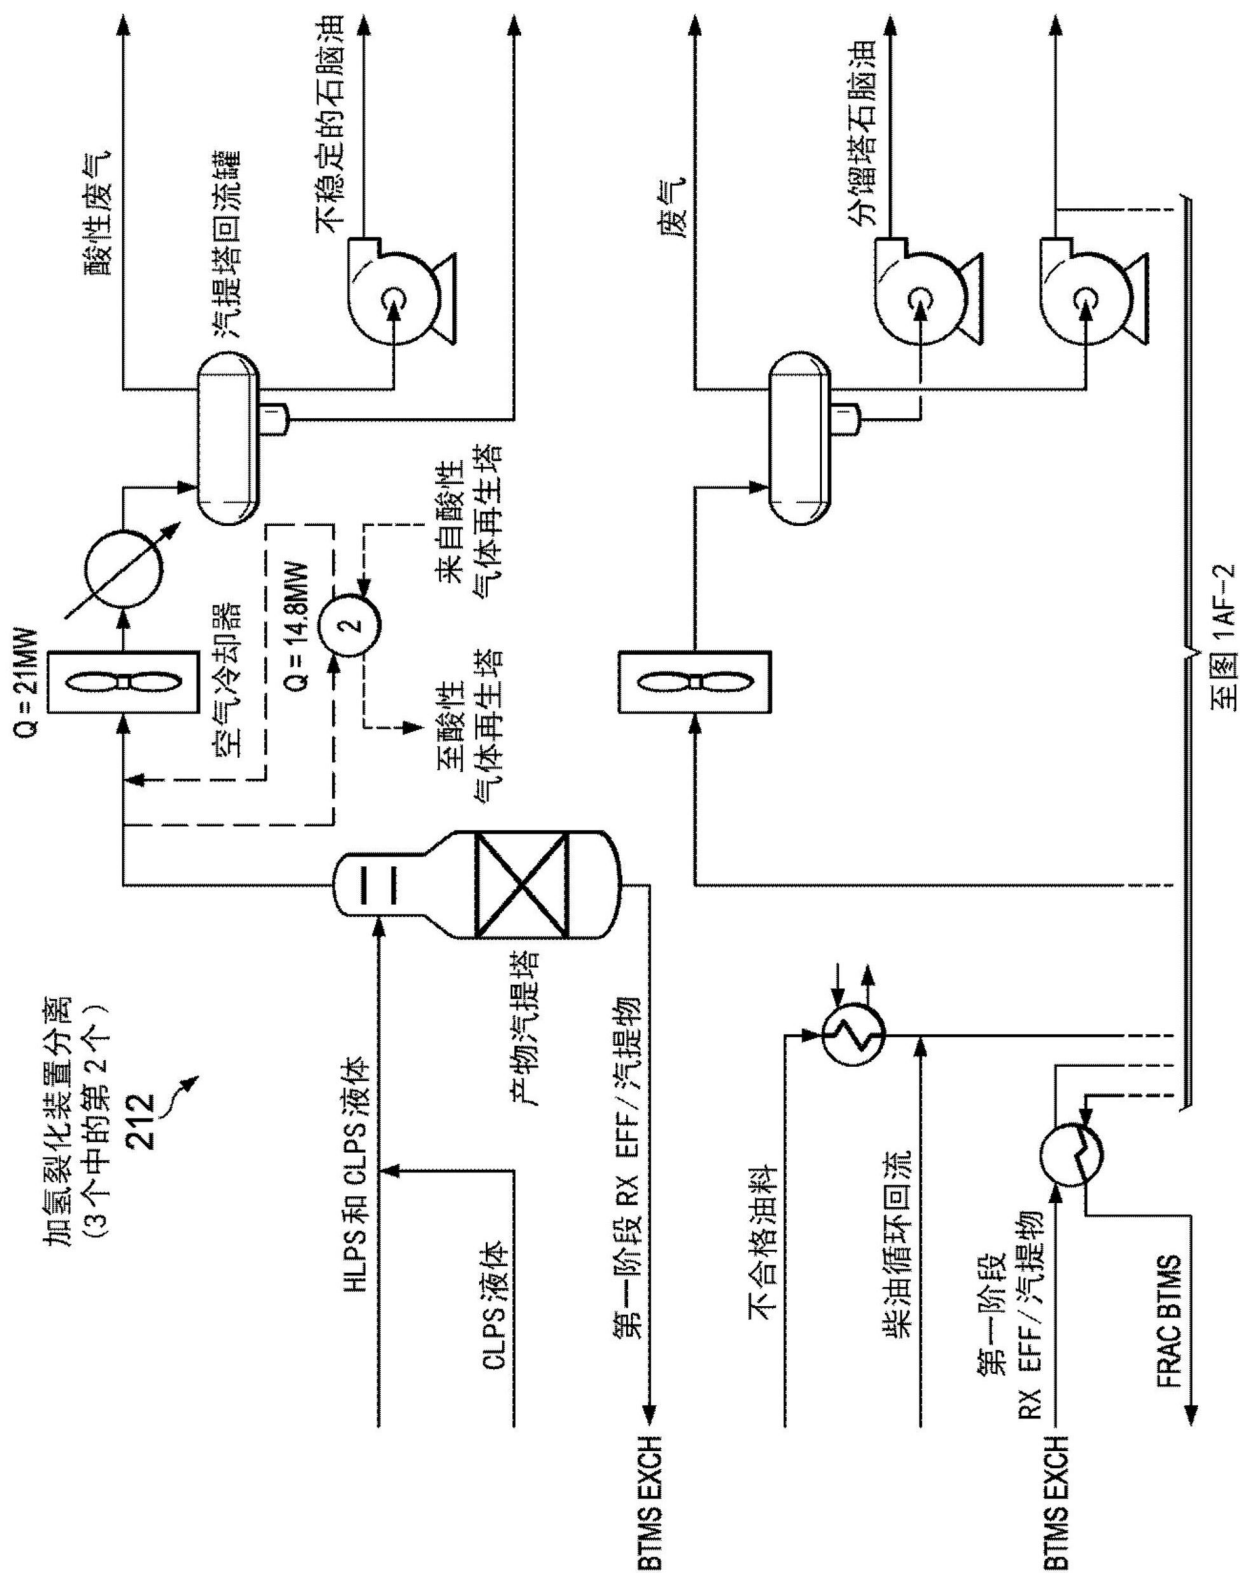 加氢裂化装置分离
(3个中的第2个)
212
Q = 21MW
空气冷却器
酸性废气
汽提塔回流罐
Q = 14.8MW
2
不稳定的石脑油
HLPS和CLPS液体
至酸性
气体再生塔
来自酸性
气体再生塔
CLPS液体
产物汽提塔
第一阶段 RX EFF/汽提物
BTMS EXCH
废气
不合格油料
分馏塔石脑油
柴油循环回流
第一阶段
RX EFF/汽提物
BTMS EXCH
FRAC BTMS
至图 1AF-2